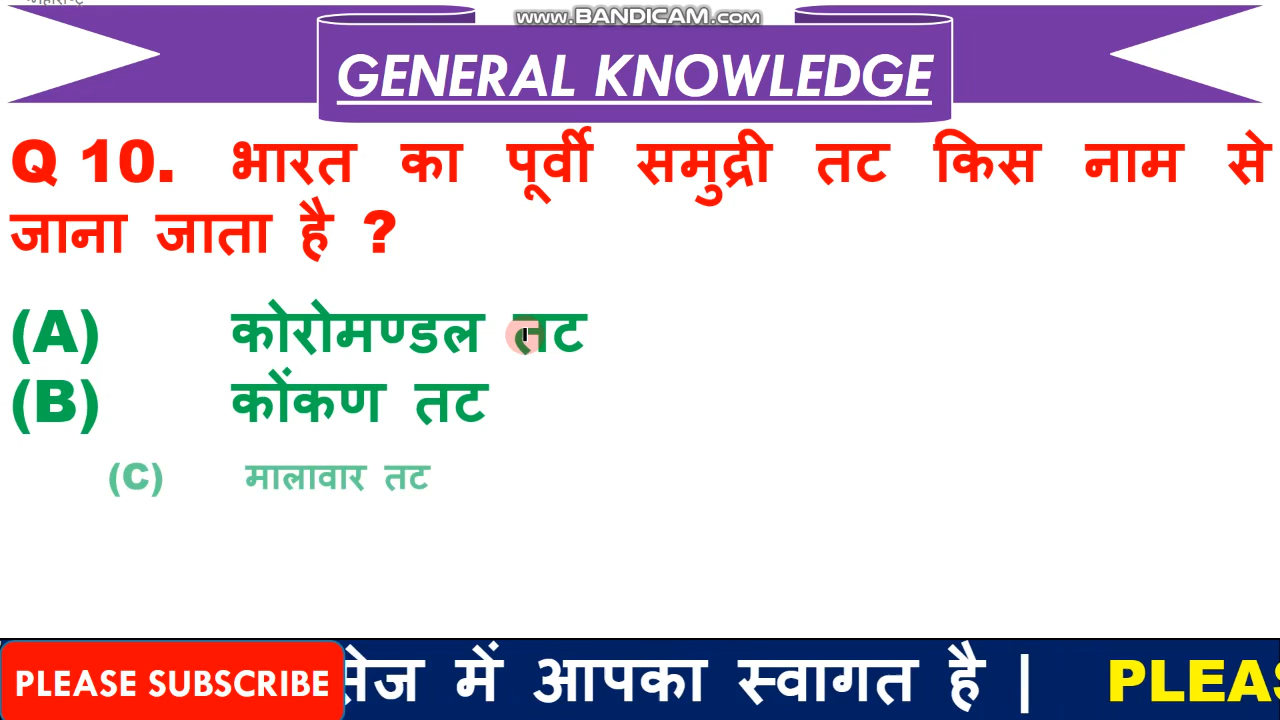 www.BANDICAM.com
GENERAL KNOWLEDGE
Q 10. भारत का पूर्वी समुद्री तट किस नाम से
जाना जाता है ?
(A) कोरोमण्डल तट
(B) कोंकण तट
(C) मालावार तट
PLEASE SUBSCRIBE
में आपका स्वागत है |